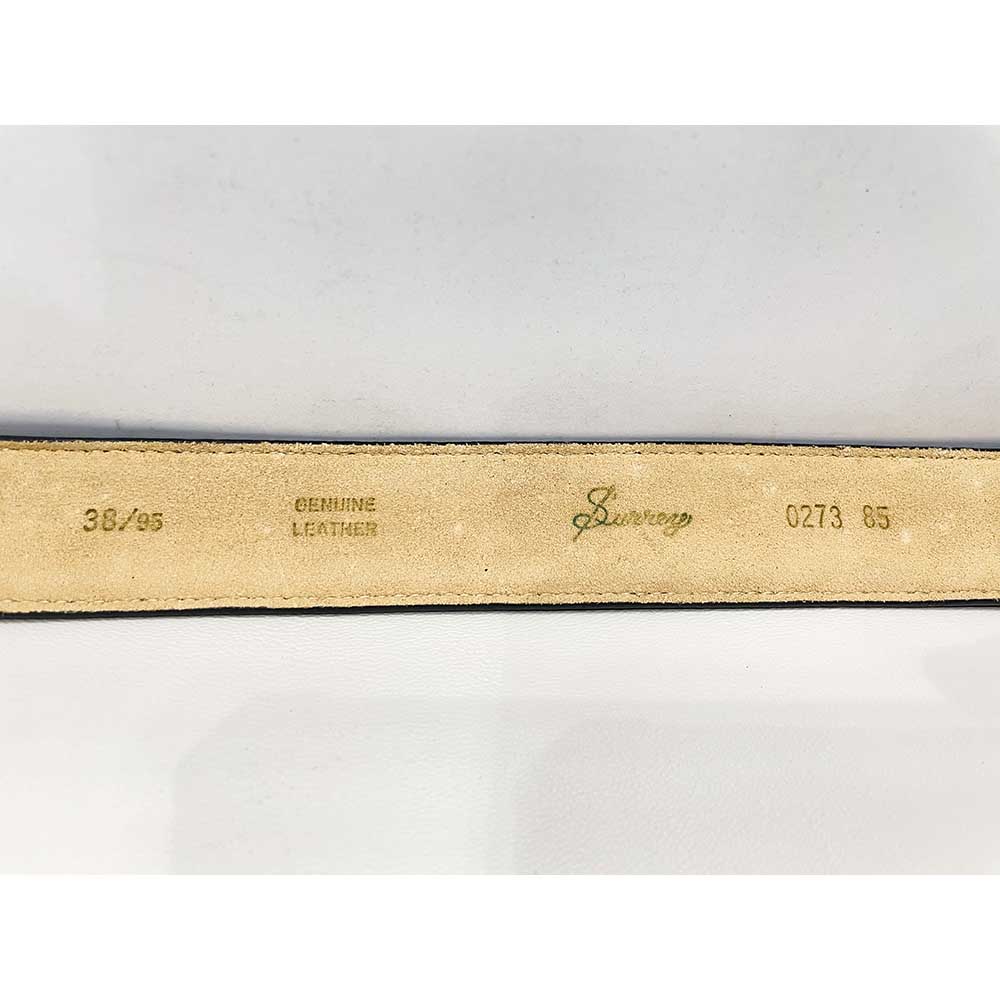 38/95
GENUINE
LEATHER
Surrey
0273 85